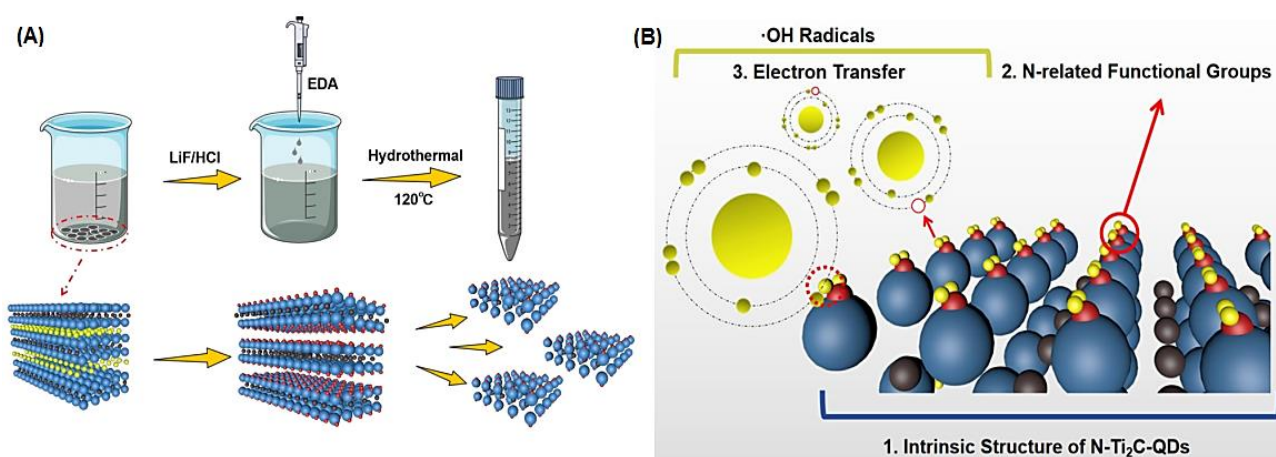 (A)
EDA
LiF/HCl
Hydrothermal
120°C
(B)
·OH Radicals
3. Electron Transfer
2. N-related Functional Groups
1. Intrinsic Structure of N-Ti₂C-QDs